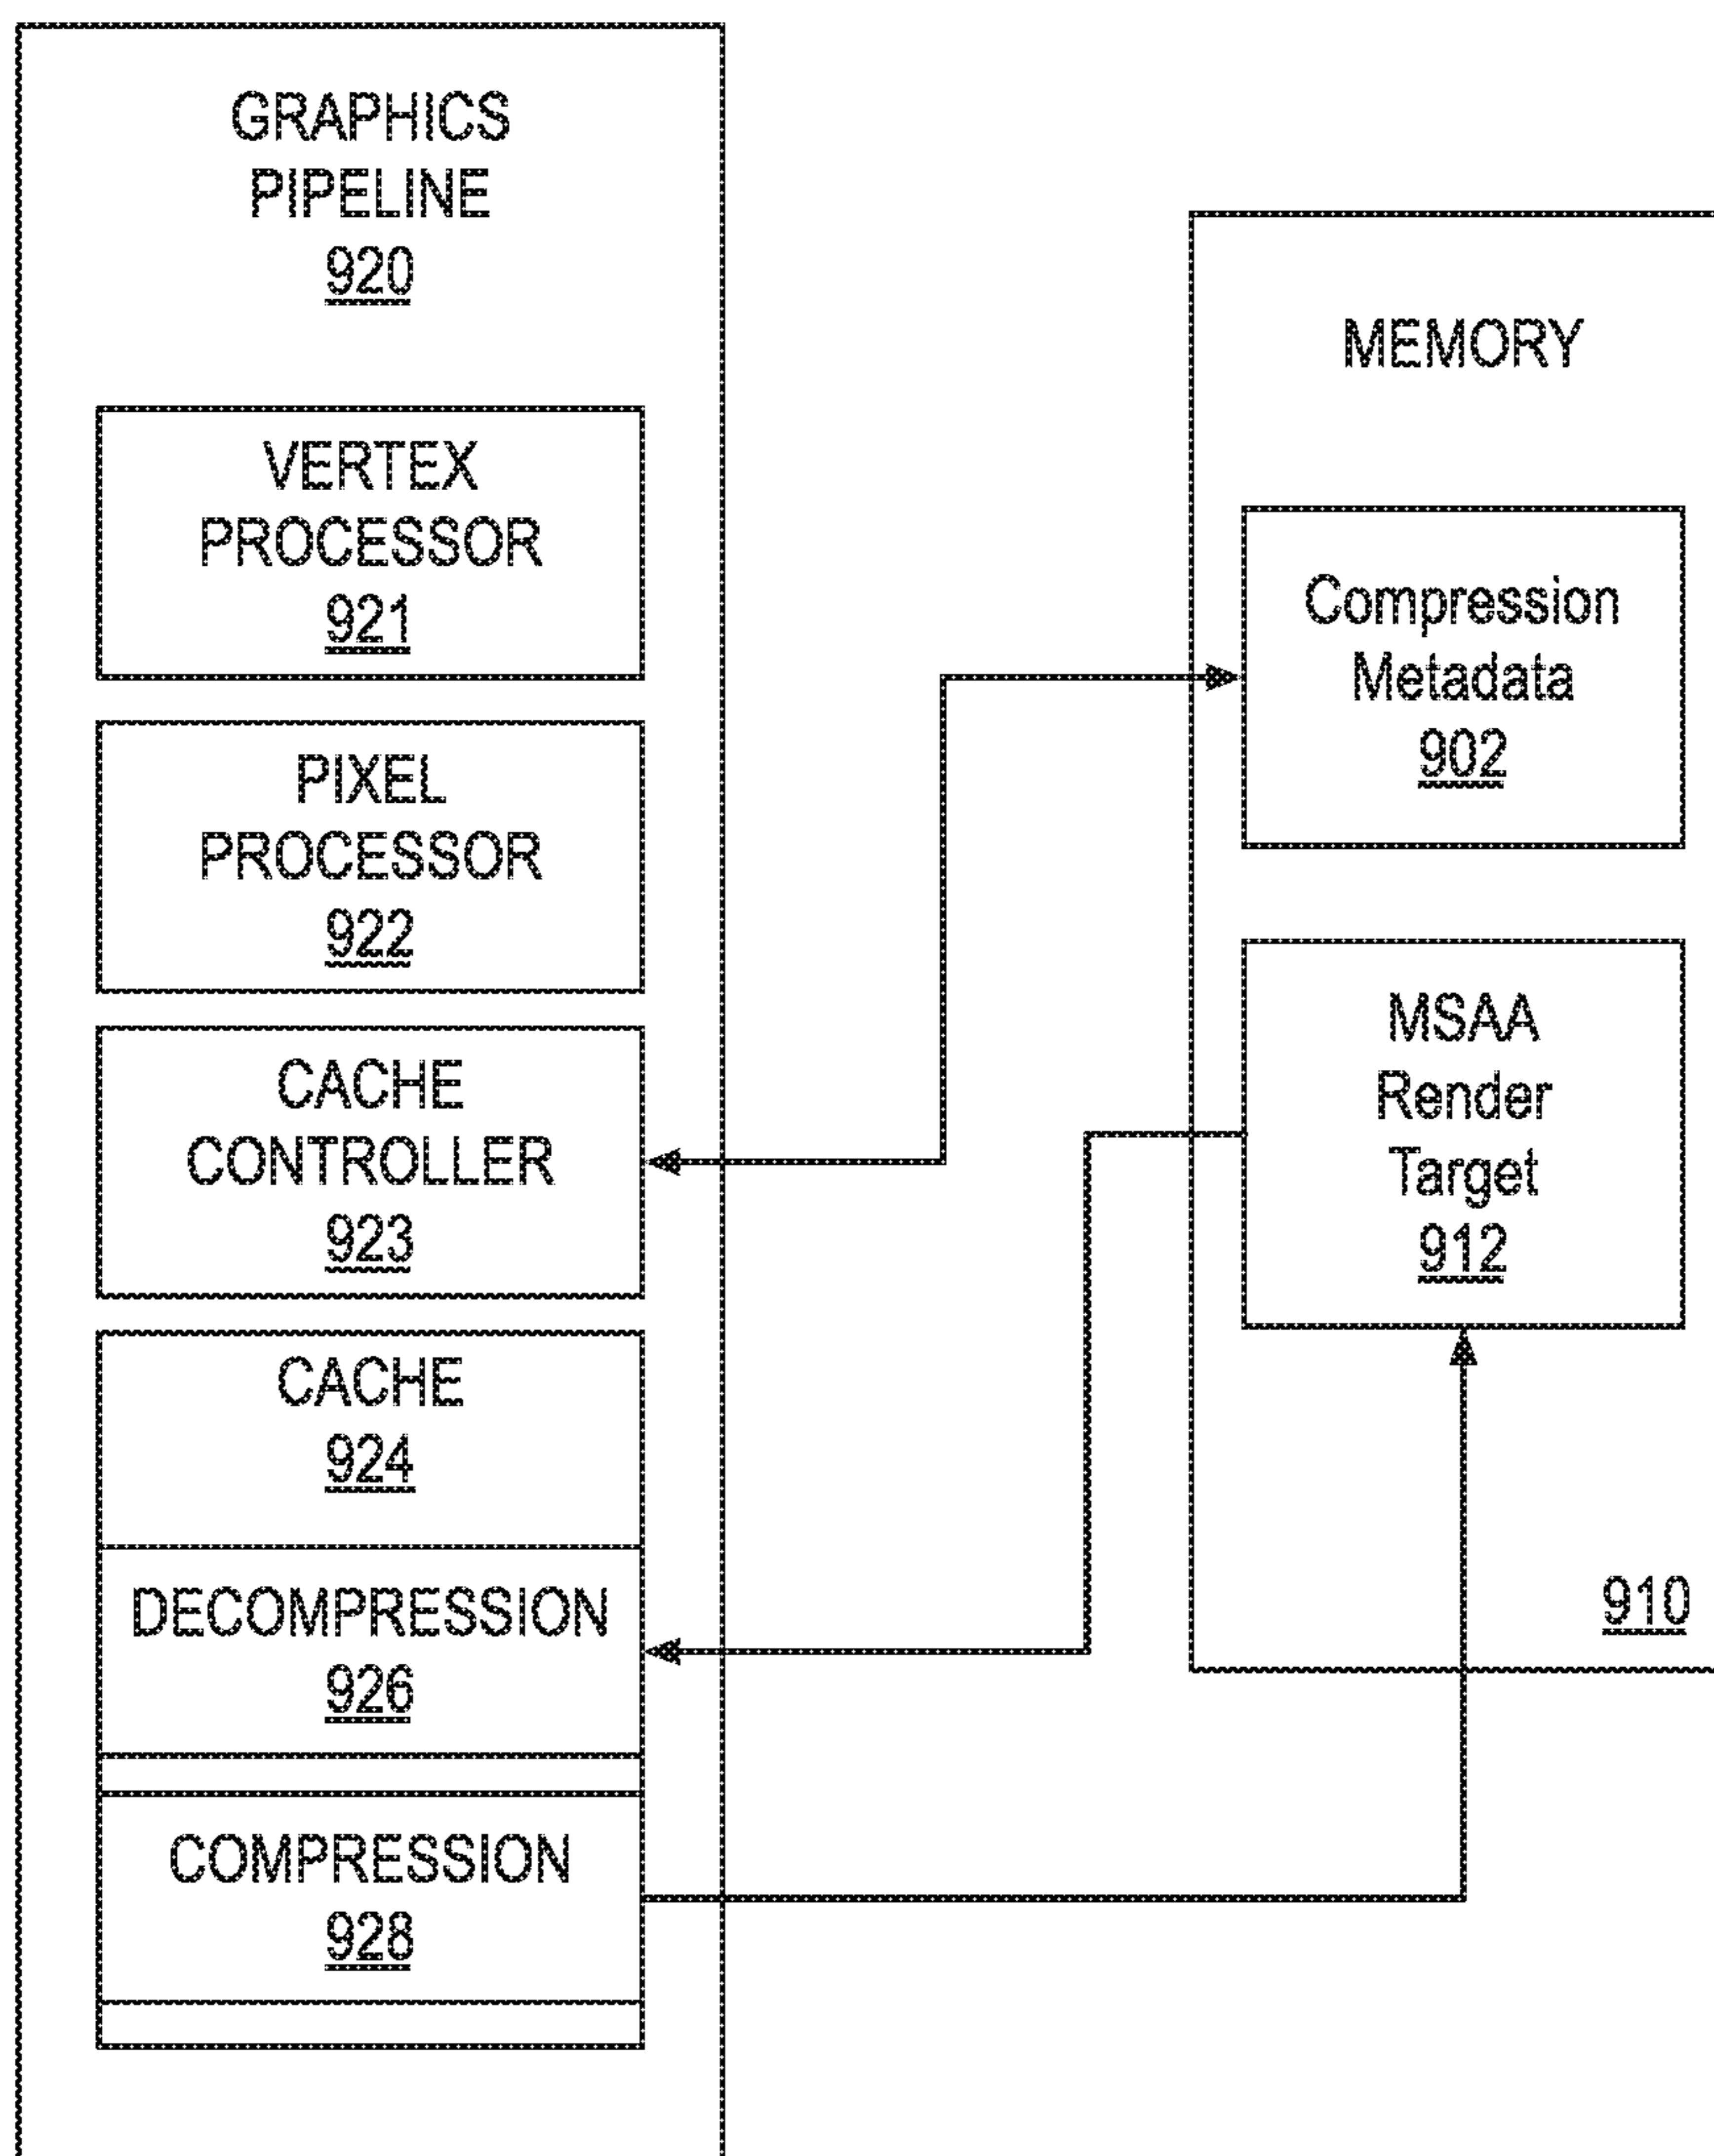 GRAPHICS
PIPELINE
920
VERTEX
PROCESSOR
921
PIXEL
PROCESSOR
922
CACHE
CONTROLLER
923
CACHE
924
DECOMPRESSION
926
COMPRESSION
928
MEMORY
Compression
Metadata
902
MSAA
Render
Target
912
910